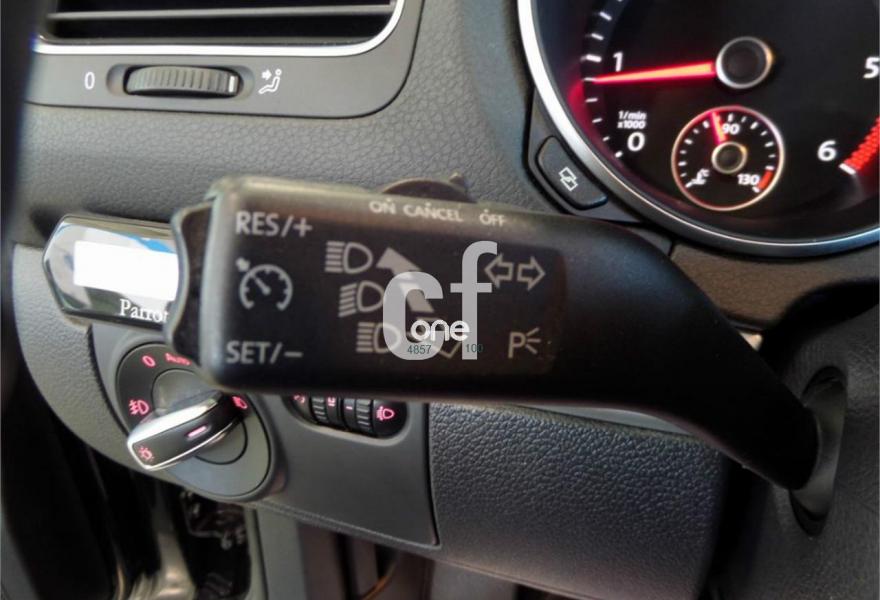 0
1
5
1/min
x1000
0
90
130
6
ON CANCEL OFF
RES/+
SET/-
P
Parrot
O AUTO
cf
one
4857 100